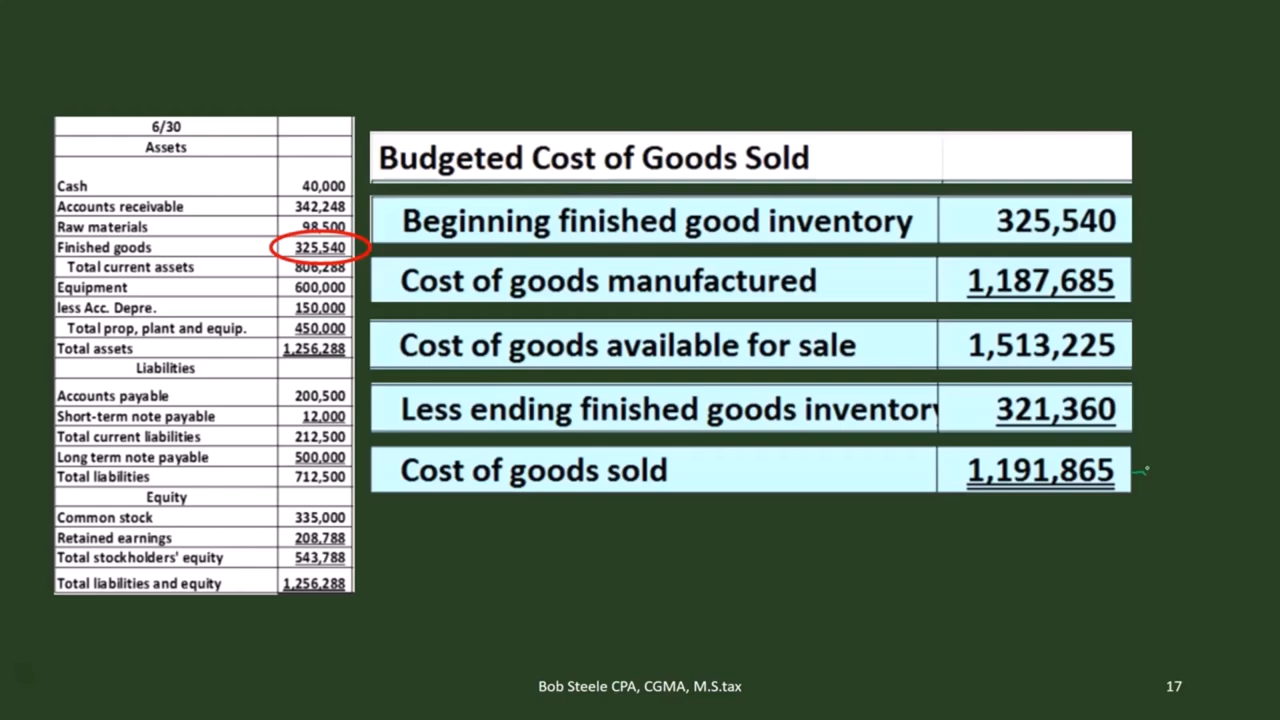 6/30
Assets
Cash 40,000
Accounts receivable 342,248
Raw materials 98,500
Finished goods 325,540
Total current assets 806,288
Equipment 600,000
less Acc. Depre. 150,000
Total prop, plant and equip. 450,000
Total assets 1,256,288
Liabilities
Accounts payable 200,500
Short-term note payable 12,000
Total current liabilities 212,500
Long term note payable 500,000
Total liabilities 712,500
Equity
Common stock 335,000
Retained earnings 208,788
Total stockholders' equity 543,788
Total liabilities and equity 1,256,288
Budgeted Cost of Goods Sold
Beginning finished good inventory 325,540
Cost of goods manufactured 1,187,685
Cost of goods available for sale 1,513,225
Less ending finished goods inventory 321,360
Cost of goods sold 1,191,865
Bob Steele CPA, CGMA, M.S.tax
17